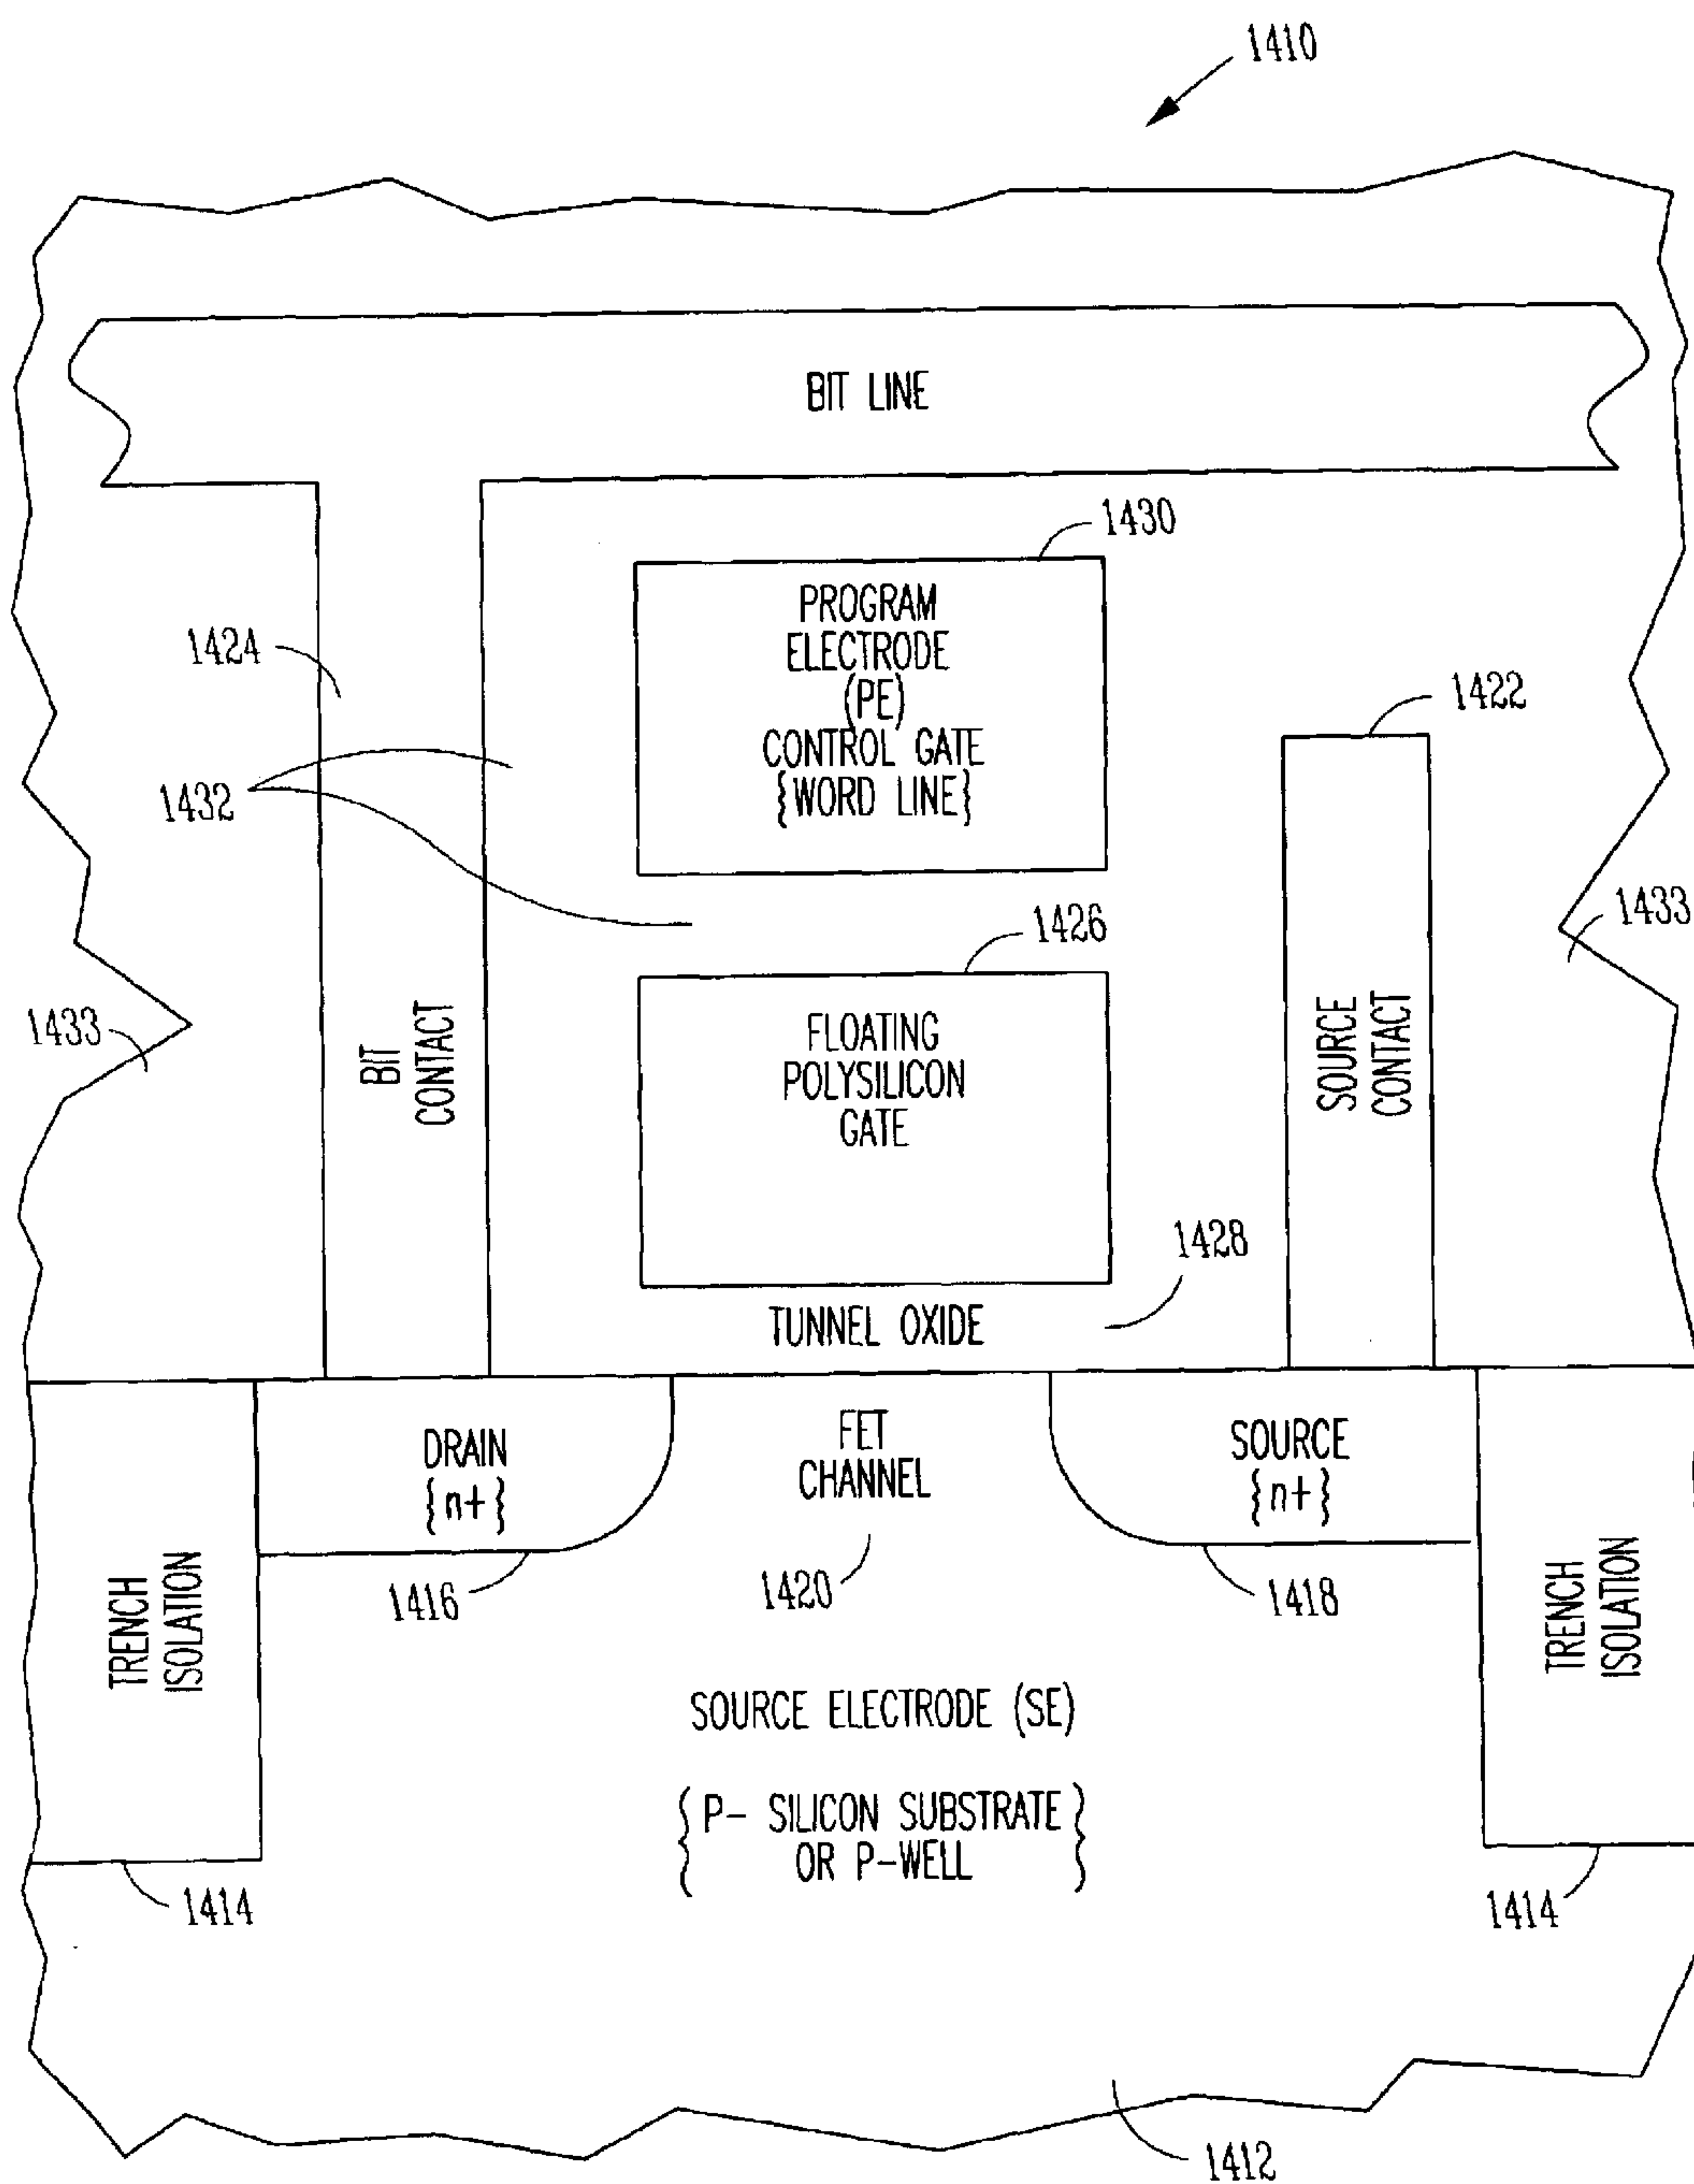 1410
BIT LINE
1430
PROGRAM
ELECTRODE
(PE)
CONTROL GATE
{WORD LINE}
1424
1422
1432
1433
1426
1433
BIT
CONTACT
FLOATING
POLYSILICON
GATE
SOURCE
CONTACT
1428
TUNNEL OXIDE
DRAIN
{n+}
FET
CHANNEL
SOURCE
{n+}
TRENCH
ISOLATION
1416
1420
1418
TRENCH
ISOLATION
SOURCE ELECTRODE (SE)
{P- SILICON SUBSTRATE
OR P-WELL}
1414
1414
1412